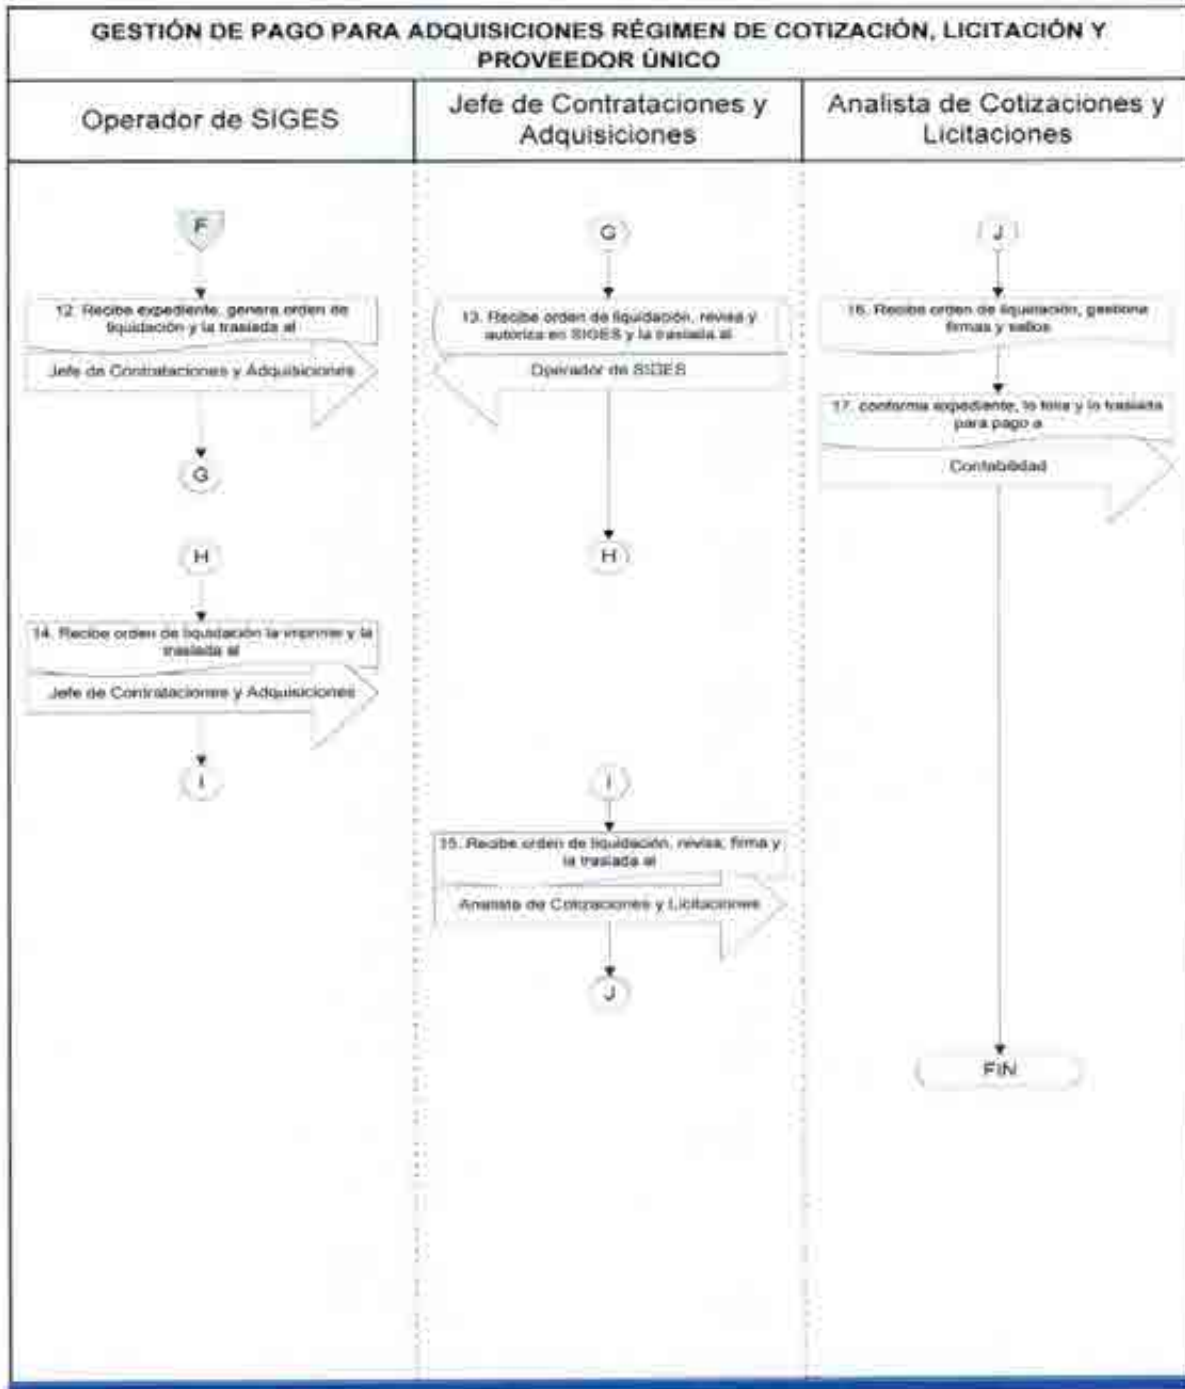 GESTIÓN DE PAGO PARA ADQUISICIONES RÉGIMEN DE COTIZACIÓN, LICITACIÓN Y
PROVEEDOR ÚNICO
Operador de SIGES
Jefe de Contrataciones y
Adquisiciones
Analista de Cotizaciones y
Licitaciones
F
12. Recibe expediente, genera orden de
liquidación y la traslada al
Jefe de Contrataciones y Adquisiciones
G
H
14. Recibe orden de liquidación la imprime y la
traslada al
Jefe de Contrataciones y Adquisiciones
I
G
13. Recibe orden de liquidación, revisa y
autoriza en SIGES y la traslada al
Operador de SIGES
H
I
15. Recibe orden de liquidación, revisa, firma y
la traslada al
Analista de Cotizaciones y Licitaciones
J
J
16. Recibe orden de liquidación, gestiona
firmas y sellos
17. conforma expediente, lo folia y lo traslada
para pago a
Contabilidad
FIN